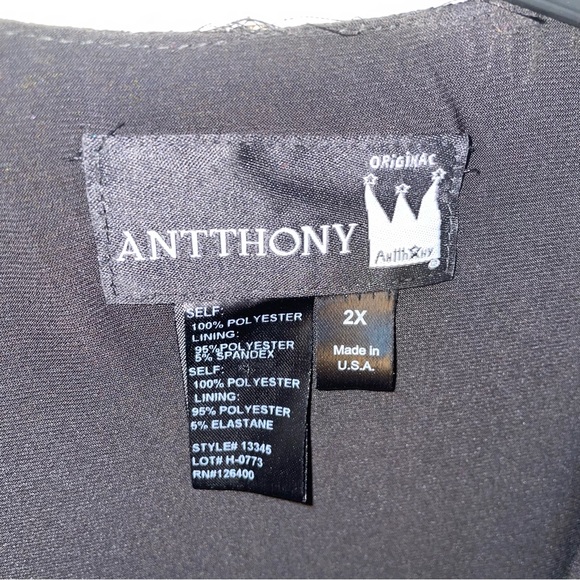 ORIGINAL
ANTTHONY
Antthony
®
SELF:
100% POLYESTER
LINING:
95% POLYESTER
5% SPANDEX
SELF:
100% POLYESTER
LINING:
95% POLYESTER
5% ELASTANE
STYLE# 13345
LOT# H-0773
RN#126400
2X
Made in
U.S.A.